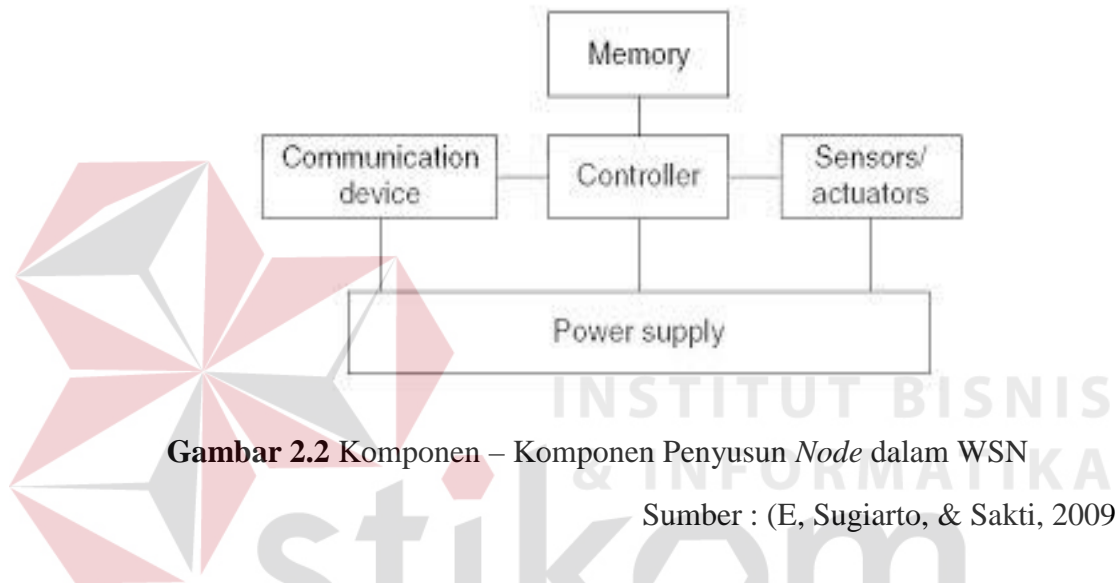 Memory
Communication
device
Controller
Sensors/
actuators
Power supply
INSTITUT BISNIS
Gambar 2.2 Komponen – Komponen Penyusun Node dalam WSN
& INFORMATIKA
Sumber : (E, Sugiarto, & Sakti, 2009
stikom